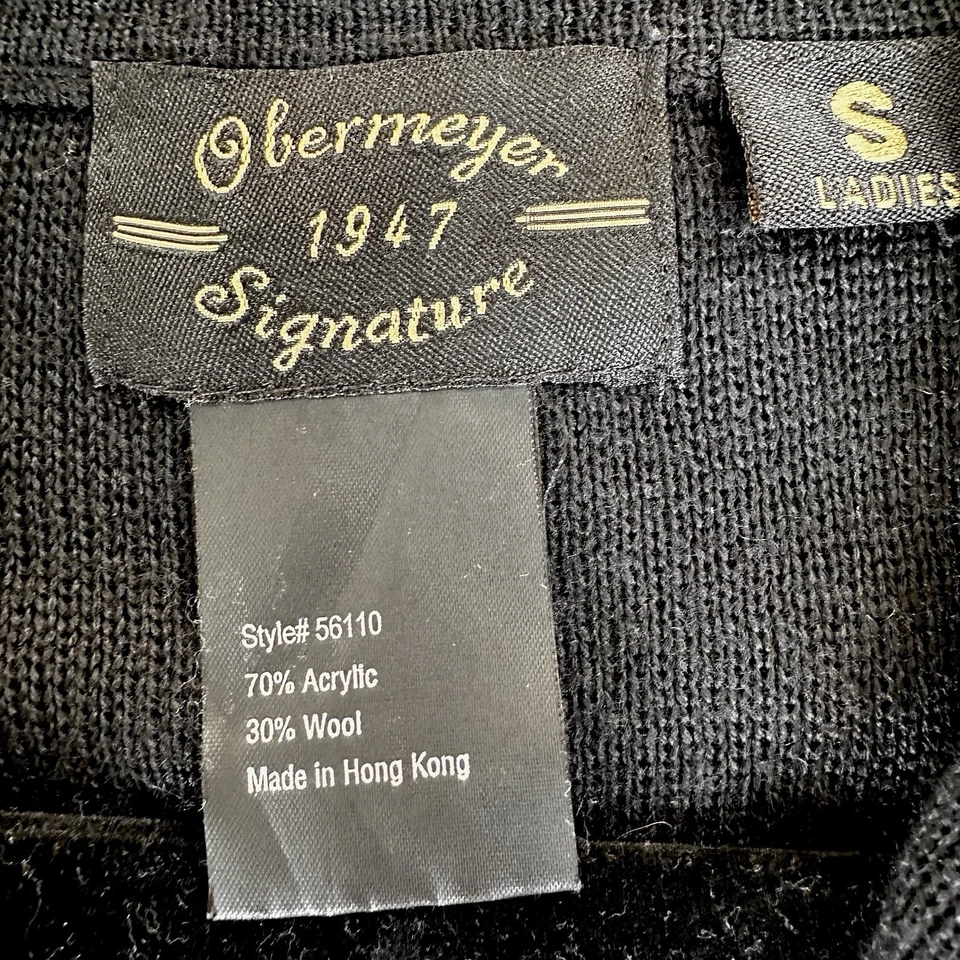 Obermeyer
1947
Signature
S
LADIES
Style# 56110
70% Acrylic
30% Wool
Made in Hong Kong